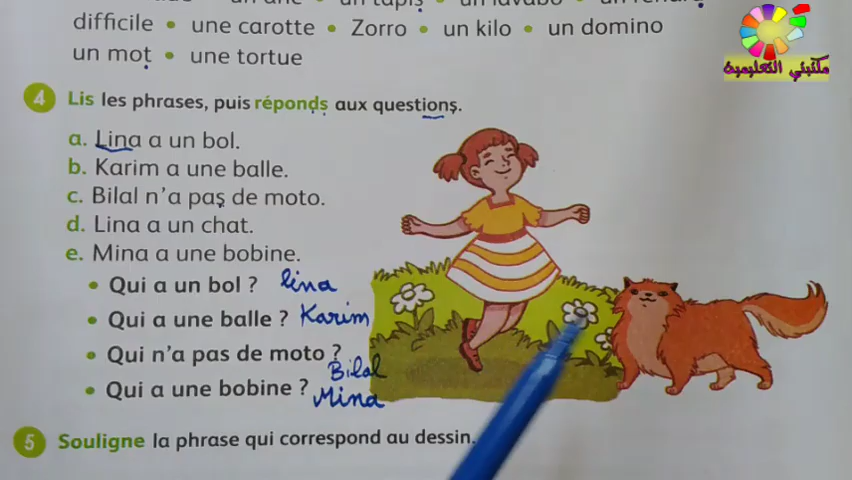 difficile • une carotte • Zorro • un kilo • un domino
un mot • une tortue
مكتبتي التعليمية
4 Lis les phrases, puis réponds aux questions.
a. Lina a un bol.
b. Karim a une balle.
c. Bilal n'a pas de moto.
d. Lina a un chat.
e. Mina a une bobine.
• Qui a un bol ? lina
• Qui a une balle ? Karim
• Qui n'a pas de moto ? Bilal
• Qui a une bobine ? Mina
5 Souligne la phrase qui correspond au dessin.